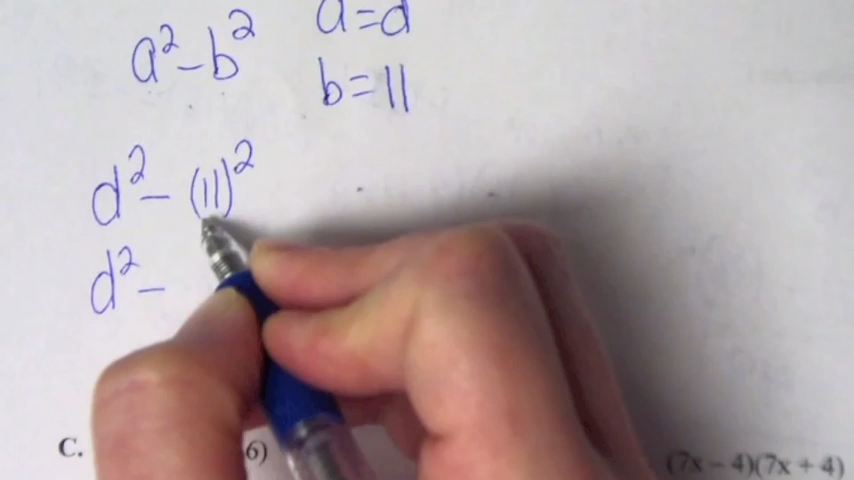 a² - b² a = d
b = 11
d² - (11)²
d² -
C. 6) (7x - 4)(7x + 4)